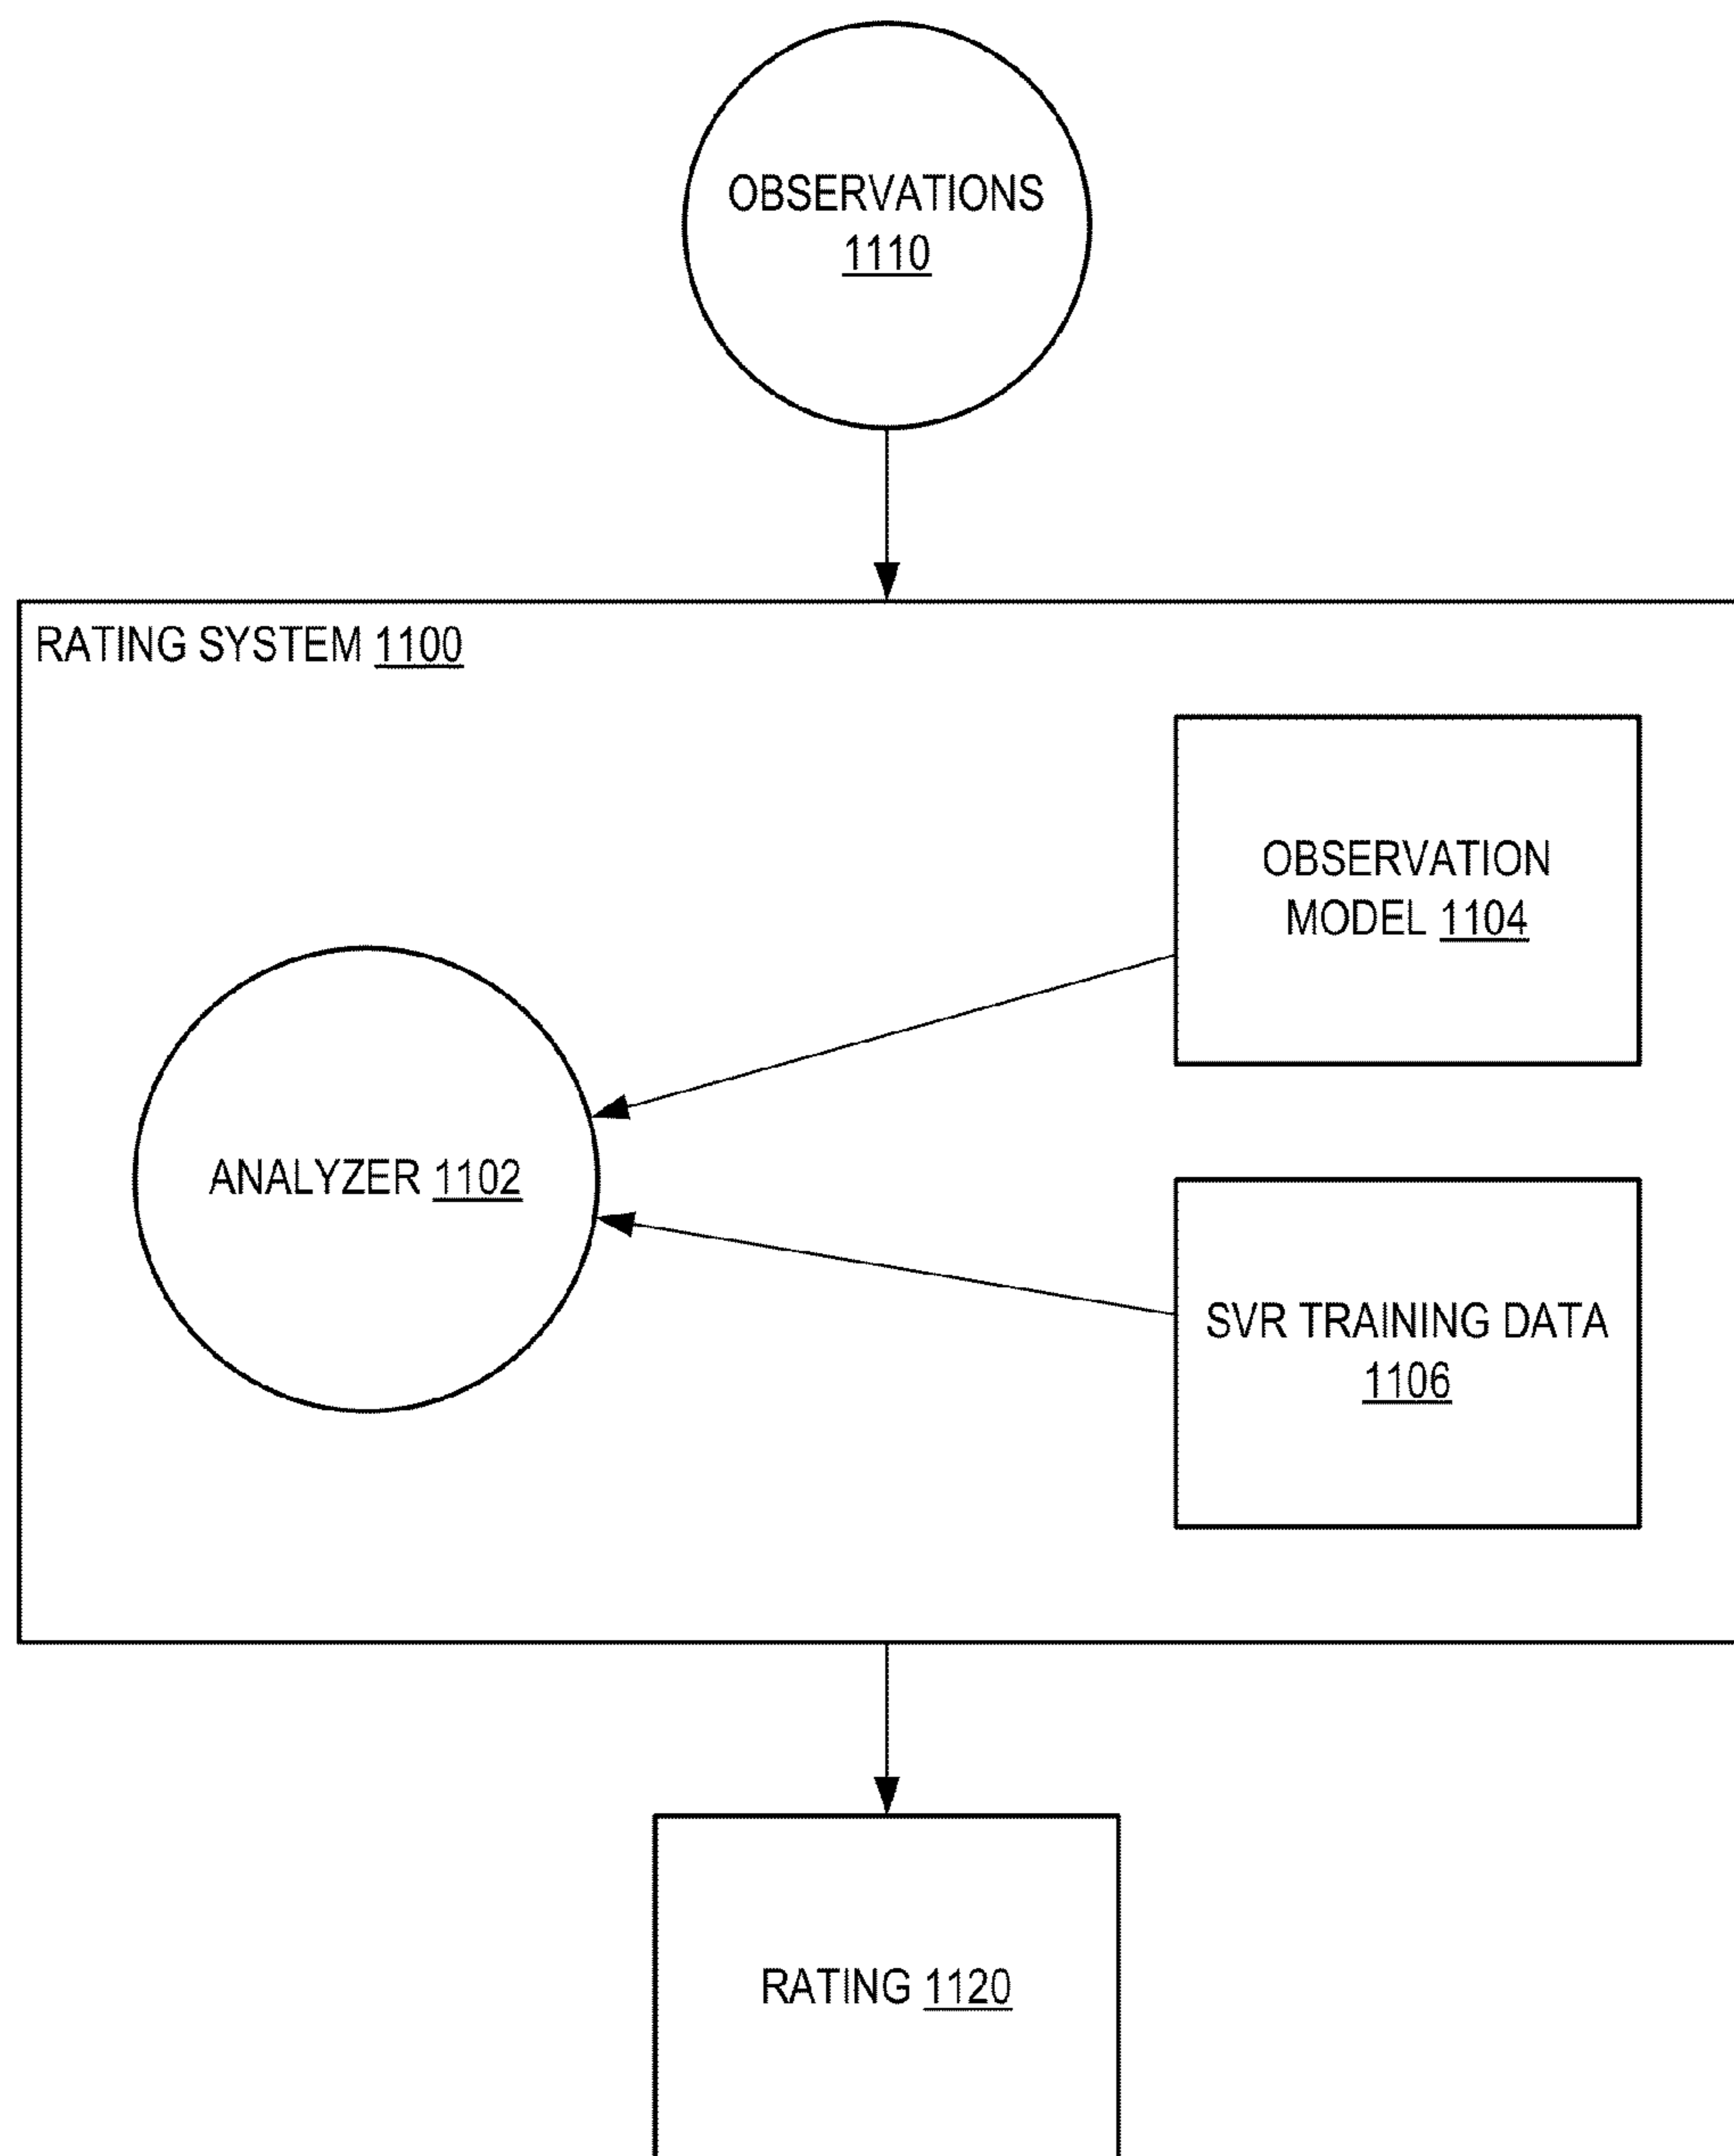 OBSERVATIONS
1110
RATING SYSTEM 1100
OBSERVATION
MODEL 1104
ANALYZER 1102
SVR TRAINING DATA
1106
RATING 1120